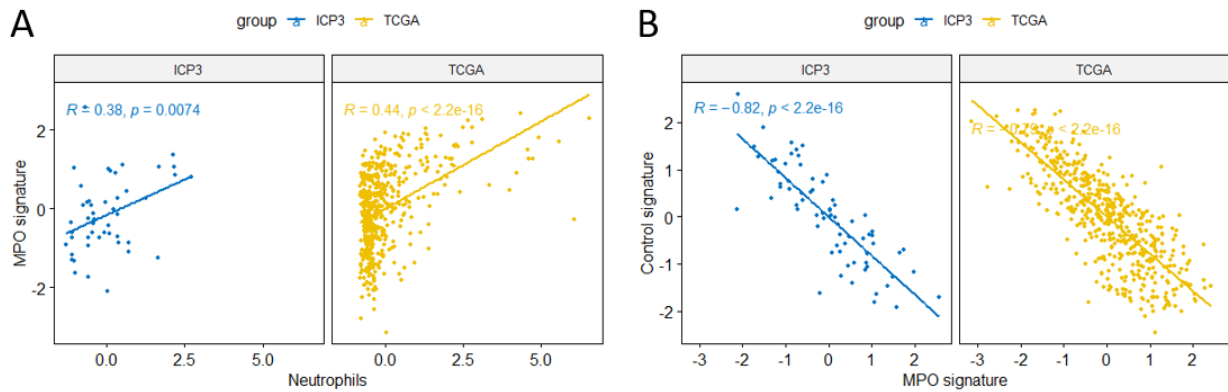 A
group a ICP3 a TCGA
ICP3
TCGA
R = 0.38, p = 0.0074
R = 0.44, p < 2.2e-16
MPO signature
2
0
-2
0.0 2.5 5.0
0.0 2.5 5.0
Neutrophils
B
group a ICP3 a TCGA
ICP3
TCGA
R = −0.82, p < 2.2e-16
R = −0.79, p < 2.2e-16
Control signature
2
1
0
-1
-2
-3 -2 -1 0 1 2
-3 -2 -1 0 1 2
MPO signature